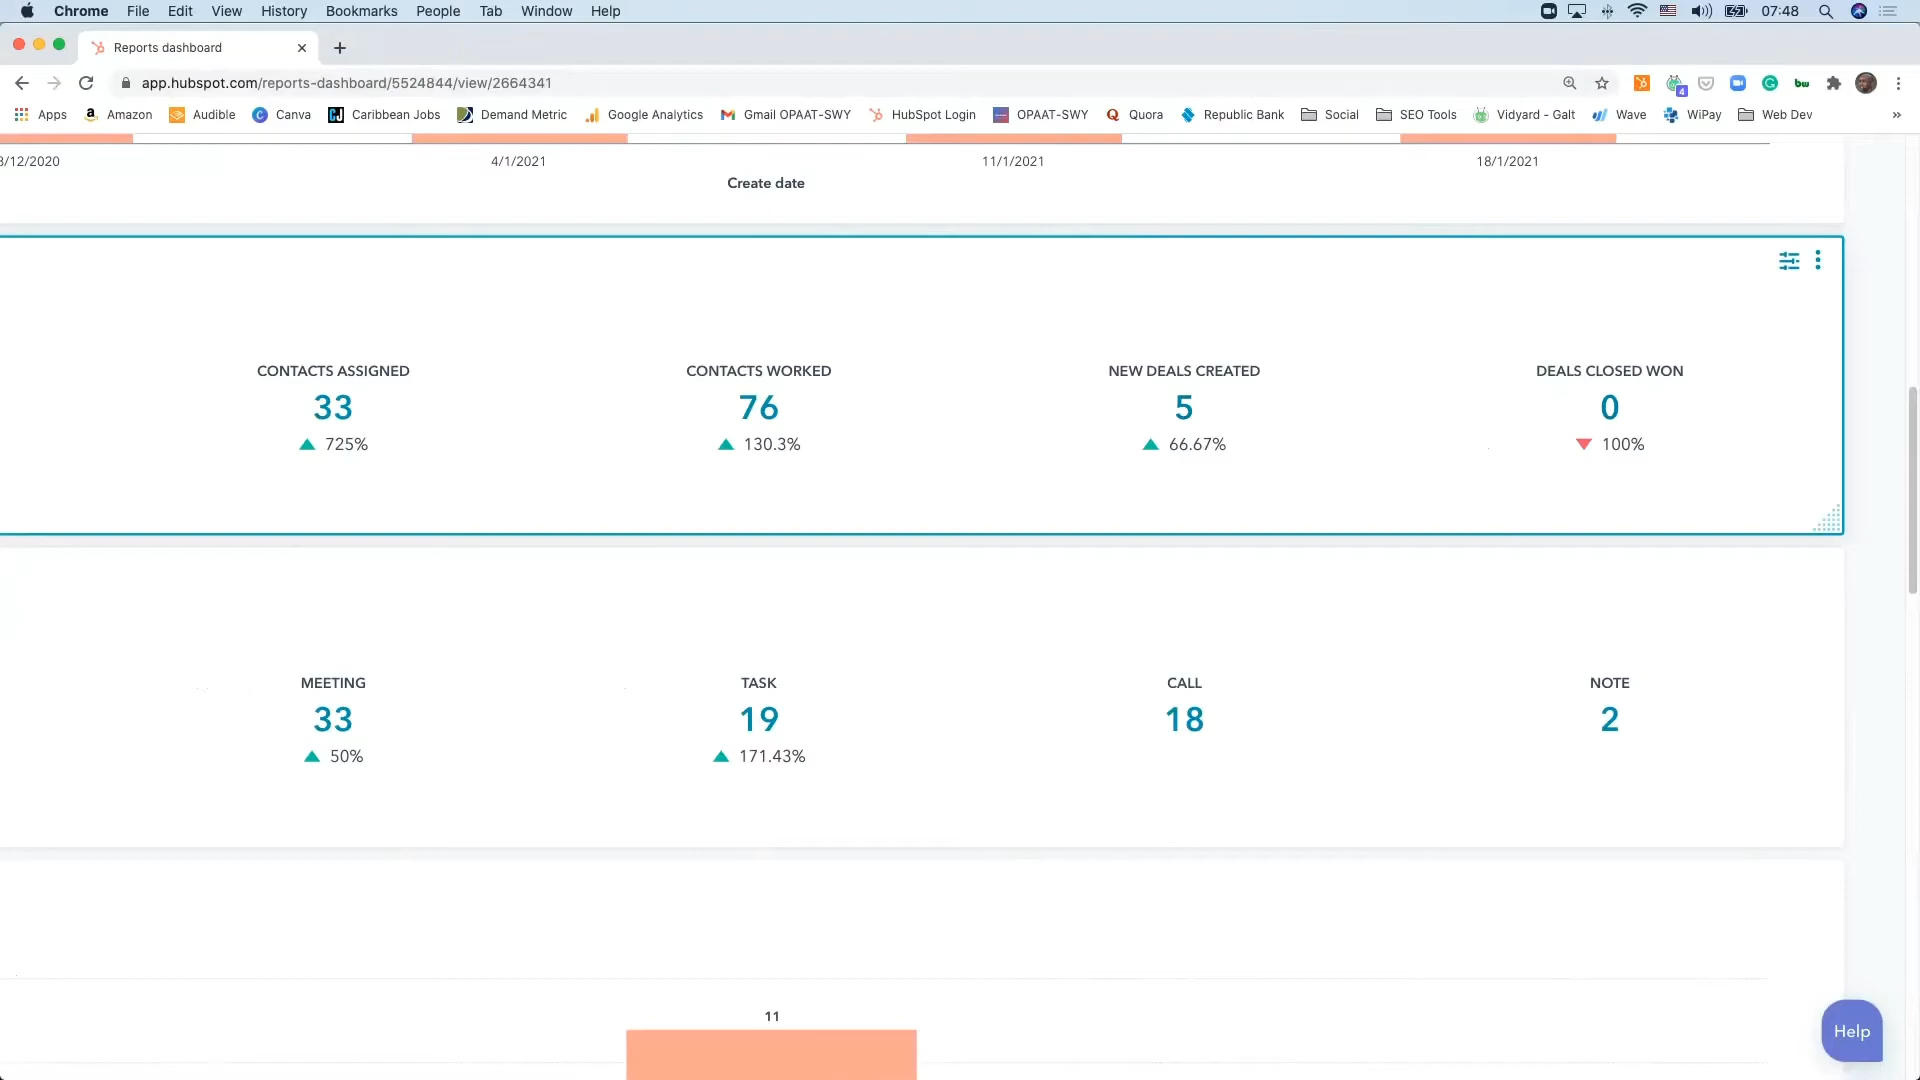 Chrome File Edit View History Bookmarks People Tab Window Help 07:48
Reports dashboard
app.hubspot.com/reports-dashboard/5524844/view/2664341
4
bw
Apps Amazon Audible Canva Caribbean Jobs Demand Metric Google Analytics Gmail OPAAT-SWY HubSpot Login OPAAT-SWY Quora Republic Bank Social SEO Tools Vidyard - Galt Wave WiPay Web Dev »
/12/2020 4/1/2021 11/1/2021 18/1/2021
Create date
CONTACTS ASSIGNED CONTACTS WORKED NEW DEALS CREATED DEALS CLOSED WON
33 76 5 0
725% 130.3% 66.67% 100%
MEETING TASK CALL NOTE
33 19 18 2
50% 171.43%
11
Help